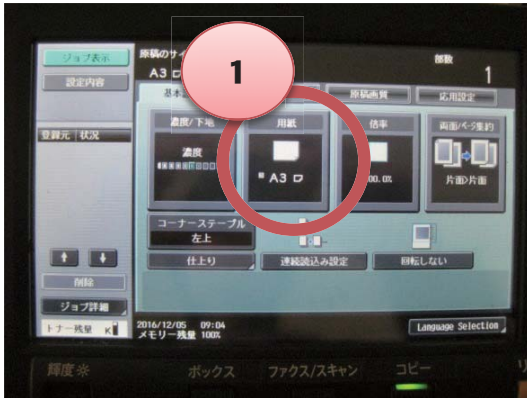 ジョブ表示
設定内容
登録元 状況
削除
ジョブ詳細
トナー残量 K
原稿のサイ
A3
部数
1
1
基本
原稿画質
応用設定
濃度/下地
濃度
用紙
A3
倍率
00.0%
両面/ページ集約
片面>片面
コーナーステープル
左上
仕上り
連続読込み設定
回転しない
2016/12/05 09:04
メモリー残量 100%
Language Selection
輝度
ボックス
ファクス/スキャン
コピー
リ